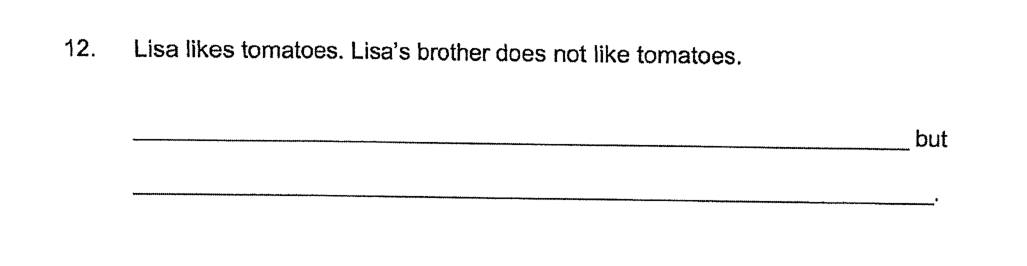 12. Lisa likes tomatoes. Lisa's brother does not like tomatoes.
but
.